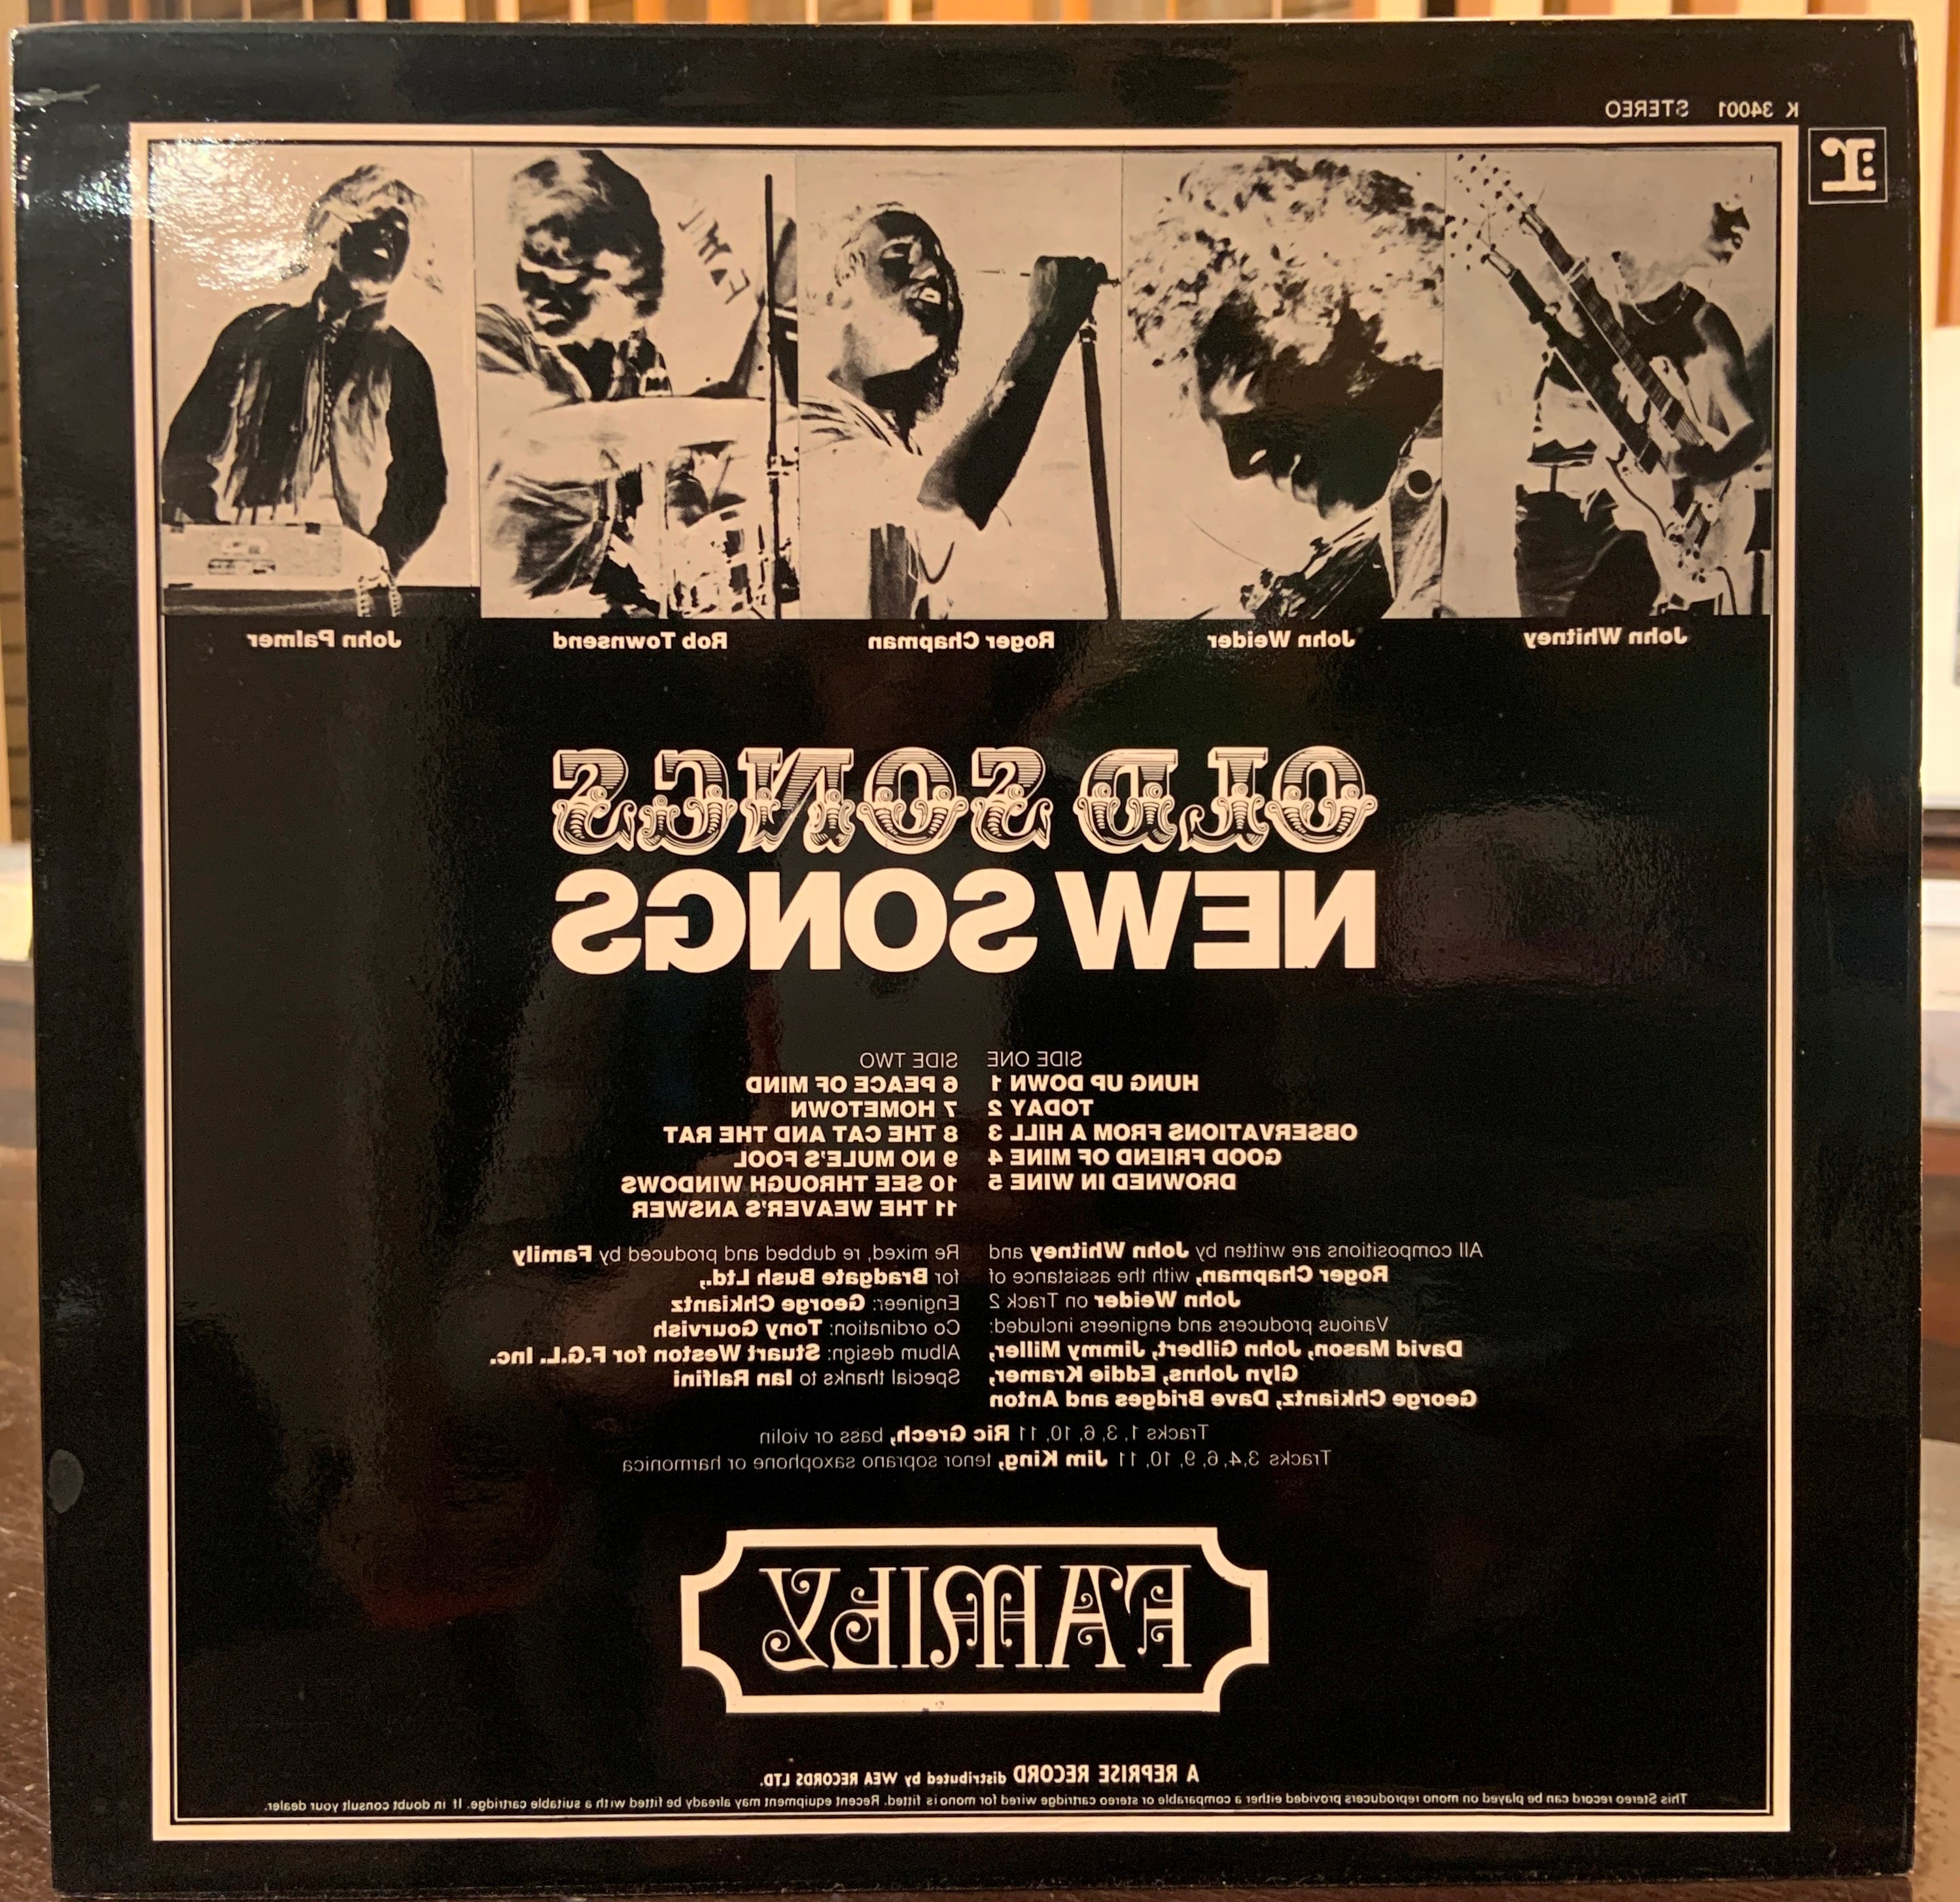 K 34001 STEREO
r:
John Whitney
John Weider
Roger Chapman
Rob Townsend
John Palmer
OLD SONGS
NEW SONGS
SIDE ONE
HUNG UP DOWN 1
TODAY 2
OBSERVATIONS FROM A HILL 3
GOOD FRIEND OF MINE 4
DROWNED IN WINE 5
SIDE TWO
6 PEACE OF MIND
7 HOMETOWN
8 THE CAT AND THE RAT
9 NO MULE'S FOOL
10 SEE THROUGH WINDOWS
11 THE WEAVER'S ANSWER
All compositions are written by John Whitney and
Roger Chapman, with the assistance of
John Weider on Track 2
Various producers and engineers included:
David Mason, John Gilbert, Jimmy Miller,
Glyn Johns, Eddie Kramer,
George Chkiantz, Dave Bridges and Anton
Re mixed, re dubbed and produced by Family
for Bradgate Bush Ltd.,
Engineer: George Chkiantz
Co ordination: Tony Gourvish
Album design: Stuart Weston for F.G.L. Inc.
Special thanks to Ian Ralfini
Tracks 1, 3, 6, 10, 11 Ric Grech, bass or violin
Tracks 3,4, 6, 9, 10, 11 Jim King, tenor soprano saxophone or harmonica
FAMILY
A REPRISE RECORD distributed by WEA RECORDS LTD.
This Stereo record can be played on mono reproducers provided either a comparable or stereo cartridge wired for mono is fitted. Recent equipment may already be fitted with a suitable cartridge. If in doubt consult your dealer.